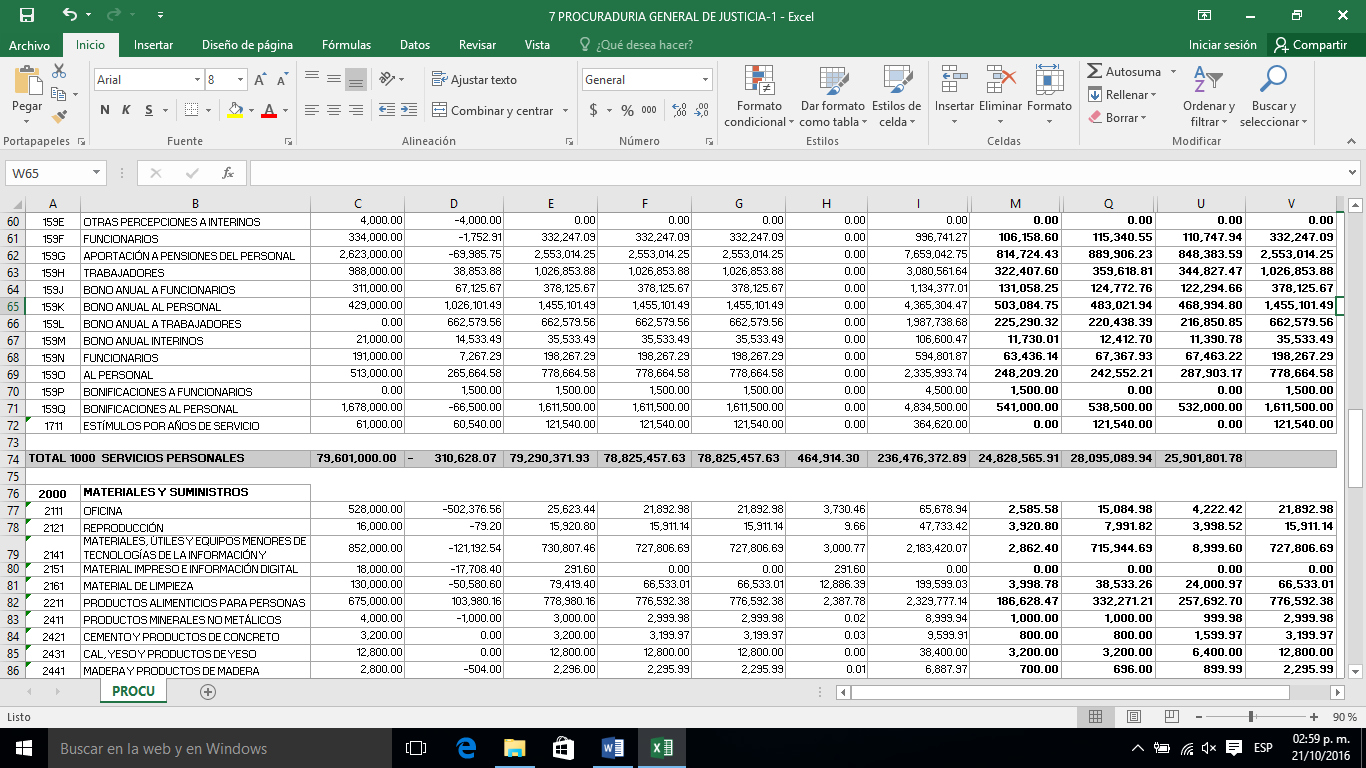 7 PROCURADURIA GENERAL DE JUSTICIA-1 - Excel
Archivo Inicio Insertar Diseño de página Fórmulas Datos Revisar Vista ¿Qué desea hacer? Iniciar sesión Compartir
Pegar Arial 8 N K S Ajustar texto Combinar y centrar General $ % 000 Formato condicional Dar formato como tabla Estilos de celda Insertar Eliminar Formato Autosuma Rellenar Borrar Ordenar y filtrar Buscar y seleccionar
Portapapeles Fuente Alineación Número Estilos Celdas Modificar
W65 fx
A B C D E F G H I M Q U V
60 159E OTRAS PERCEPCIONES A INTERINOS 4,000.00 -4,000.00 0.00 0.00 0.00 0.00 0.00 0.00 0.00 0.00 0.00
61 159F FUNCIONARIOS 334,000.00 -1,752.91 332,247.09 332,247.09 332,247.09 0.00 996,741.27 106,158.60 115,340.55 110,747.94 332,247.09
62 159G APORTACIÓN A PENSIONES DEL PERSONAL 2,623,000.00 -69,985.75 2,553,014.25 2,553,014.25 2,553,014.25 0.00 7,659,042.75 814,724.43 889,906.23 848,383.59 2,553,014.25
63 159H TRABAJADORES 988,000.00 38,853.88 1,026,853.88 1,026,853.88 1,026,853.88 0.00 3,080,561.64 322,407.60 359,618.81 344,827.47 1,026,853.88
64 159J BONO ANUAL A FUNCIONARIOS 311,000.00 67,125.67 378,125.67 378,125.67 378,125.67 0.00 1,134,377.01 131,058.25 124,772.76 122,294.66 378,125.67
65 159K BONO ANUAL AL PERSONAL 429,000.00 1,026,101.49 1,455,101.49 1,455,101.49 1,455,101.49 0.00 4,365,304.47 503,084.75 483,021.94 468,994.80 1,455,101.49
66 159L BONO ANUAL A TRABAJADORES 0.00 662,579.56 662,579.56 662,579.56 662,579.56 0.00 1,987,738.68 225,290.32 220,438.39 216,850.85 662,579.56
67 159M BONO ANUAL INTERINOS 21,000.00 14,533.49 35,533.49 35,533.49 35,533.49 0.00 106,600.47 11,730.01 12,412.70 11,390.78 35,533.49
68 159N FUNCIONARIOS 191,000.00 7,267.29 198,267.29 198,267.29 198,267.29 0.00 594,801.87 63,436.14 67,367.93 67,463.22 198,267.29
69 159O AL PERSONAL 513,000.00 265,664.58 778,664.58 778,664.58 778,664.58 0.00 2,335,993.74 248,209.20 242,552.21 287,903.17 778,664.58
70 159P BONIFICACIONES A FUNCIONARIOS 0.00 1,500.00 1,500.00 1,500.00 1,500.00 0.00 4,500.00 1,500.00 0.00 0.00 1,500.00
71 159Q BONIFICACIONES AL PERSONAL 1,678,000.00 -66,500.00 1,611,500.00 1,611,500.00 1,611,500.00 0.00 4,834,500.00 541,000.00 538,500.00 532,000.00 1,611,500.00
72 1711 ESTÍMULOS POR AÑOS DE SERVICIO 61,000.00 60,540.00 121,540.00 121,540.00 121,540.00 0.00 364,620.00 0.00 121,540.00 0.00 121,540.00
73
74 TOTAL 1000 SERVICIOS PERSONALES 79,601,000.00 - 310,628.07 79,290,371.93 78,825,457.63 78,825,457.63 464,914.30 236,476,372.89 24,828,565.91 28,095,089.94 25,901,801.78
75
76 2000 MATERIALES Y SUMINISTROS
77 2111 OFICINA 528,000.00 -502,376.56 25,623.44 21,892.98 21,892.98 3,730.46 65,678.94 2,585.58 15,084.98 4,222.42 21,892.98
78 2121 REPRODUCCIÓN 16,000.00 -79.20 15,920.80 15,911.14 15,911.14 9.66 47,733.42 3,920.80 7,991.82 3,998.52 15,911.14
MATERIALES, ÚTILES Y EQUIPOS MENORES DE
79 2141 TECNOLOGÍAS DE LA INFORMACIÓN Y 852,000.00 -121,192.54 730,807.46 727,806.69 727,806.69 3,000.77 2,183,420.07 2,862.40 715,944.69 8,999.60 727,806.69
80 2151 MATERIAL IMPRESO E INFORMACIÓN DIGITAL 18,000.00 -17,708.40 291.60 0.00 0.00 291.60 0.00 0.00 0.00 0.00 0.00
81 2161 MATERIAL DE LIMPIEZA 130,000.00 -50,580.60 79,419.40 66,533.01 66,533.01 12,886.39 199,599.03 3,998.78 38,533.26 24,000.97 66,533.01
82 2211 PRODUCTOS ALIMENTICIOS PARA PERSONAS 675,000.00 103,980.16 778,980.16 776,592.38 776,592.38 2,387.78 2,329,777.14 186,628.47 332,271.21 257,692.70 776,592.38
83 2411 PRODUCTOS MINERALES NO METÁLICOS 4,000.00 -1,000.00 3,000.00 2,999.98 2,999.98 0.02 8,999.94 1,000.00 1,000.00 999.98 2,999.98
84 2421 CEMENTO Y PRODUCTOS DE CONCRETO 3,200.00 0.00 3,200.00 3,199.97 3,199.97 0.03 9,599.91 800.00 800.00 1,599.97 3,199.97
85 2431 CAL, YESO Y PRODUCTOS DE YESO 12,800.00 0.00 12,800.00 12,800.00 12,800.00 0.00 38,400.00 3,200.00 3,200.00 6,400.00 12,800.00
86 2441 MADERA Y PRODUCTOS DE MADERA 2,800.00 -504.00 2,296.00 2,295.99 2,295.99 0.01 6,887.97 700.00 696.00 899.99 2,295.99
PROCU
Listo 90 %
Buscar en la web y en Windows ESP 02:59 p. m.
21/10/2016